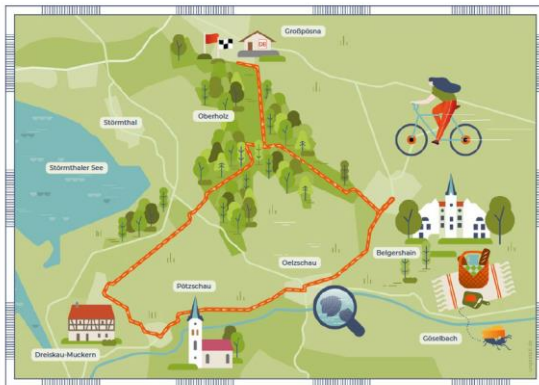 Großpösna
Oberholz
Störmthal
Störmthaler See
Belgershain
Oelzschau
Pötzschau
Göselbach
Dreiskau-Muckern